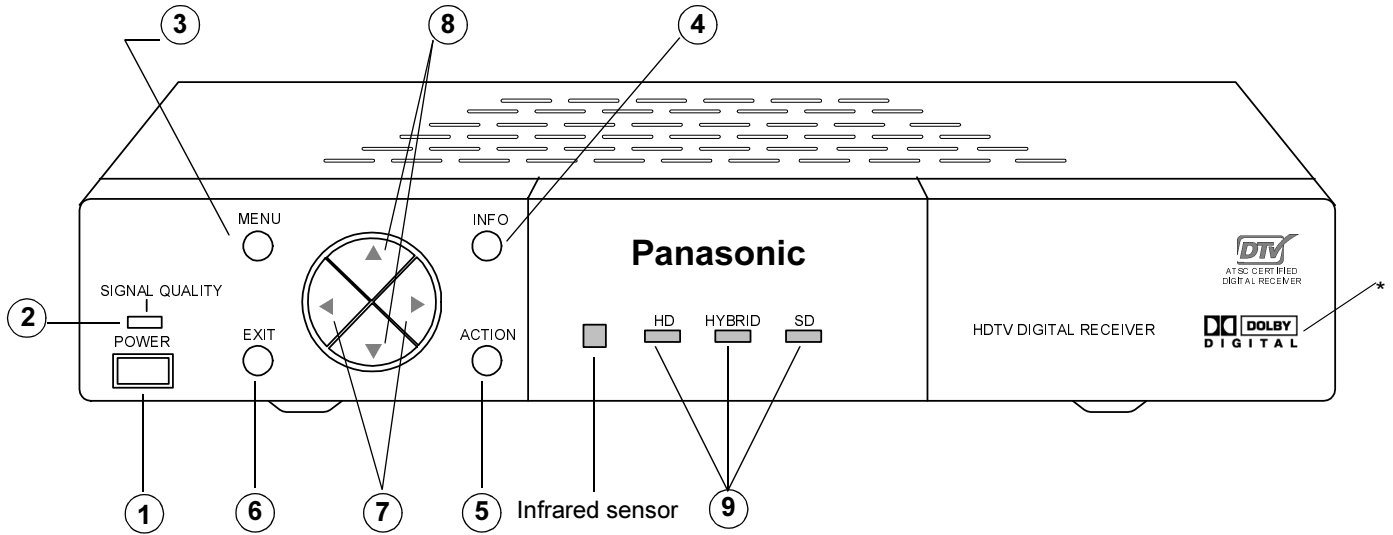 3
8
4
MENU
INFO
Panasonic
DTV
ATSC CERTIFIED
DIGITAL RECEIVER
*
SIGNAL QUALITY
2
POWER
EXIT
ACTION
HD
HYBRID
SD
HDTV DIGITAL RECEIVER
DOLBY
DIGITAL
1
6
7
5
Infrared sensor
9